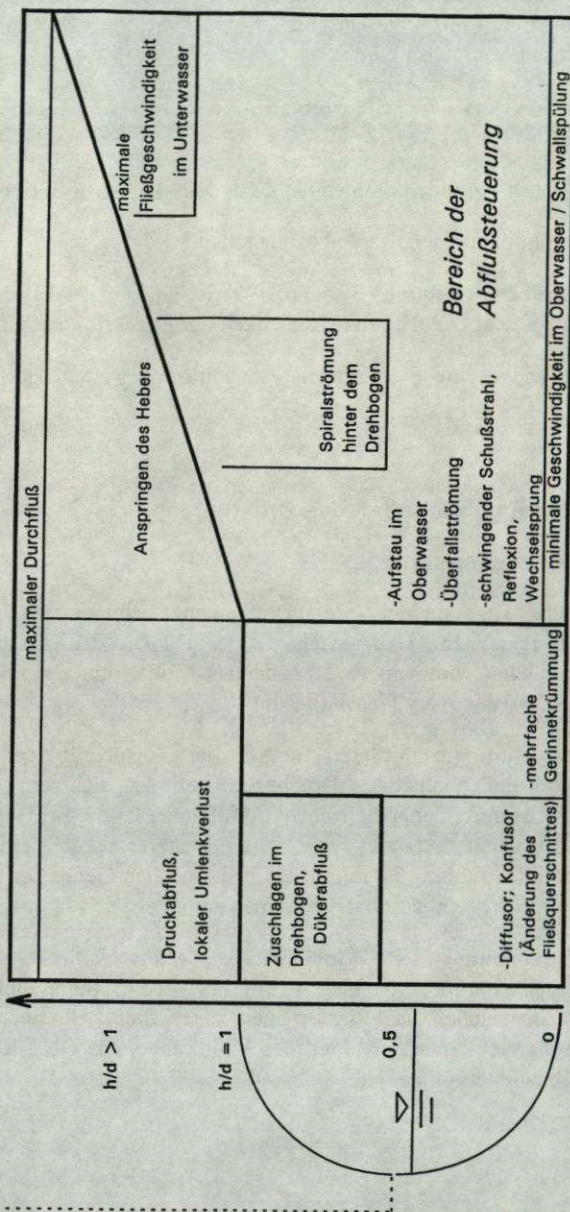 maximaler Durchfluß
h/d > 1
Druckabfluß,
lokaler Umlenkverlust
Anspringen des Hebers
maximale
Fließgeschwindigkeit
im Unterwasser
h/d = 1
Zuschlagen im
Drehbogen,
Dükerabfluß
Spiralströmung
hinter dem
Drehbogen
0,5
-Aufstau im
Oberwasser
-Überfallströmung
-schwingender Schußstrahl,
Reflexion,
Wechselsprung
Bereich der
Abflußsteuerung
0
-Diffusor; Konfusor
(Änderung des
Fließquerschnittes)
-mehrfache
Gerinnekrümmung
minimale Geschwindigkeit im Oberwasser / Schwallspülung